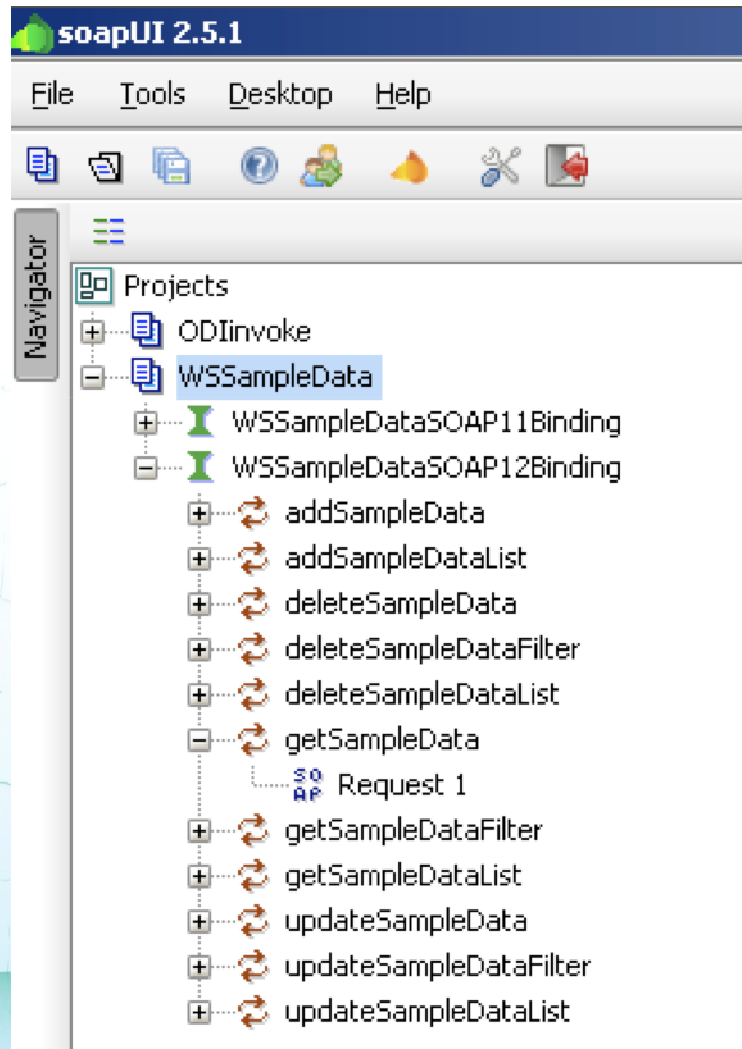 soapUI 2.5.1
File Tools Desktop Help
Navigator
Projects
ODIinvoke
WSSampleData
WSSampleDataSOAP11Binding
WSSampleDataSOAP12Binding
addSampleData
addSampleDataList
deleteSampleData
deleteSampleDataFilter
deleteSampleDataList
getSampleData
SOAP Request 1
getSampleDataFilter
getSampleDataList
updateSampleData
updateSampleDataFilter
updateSampleDataList